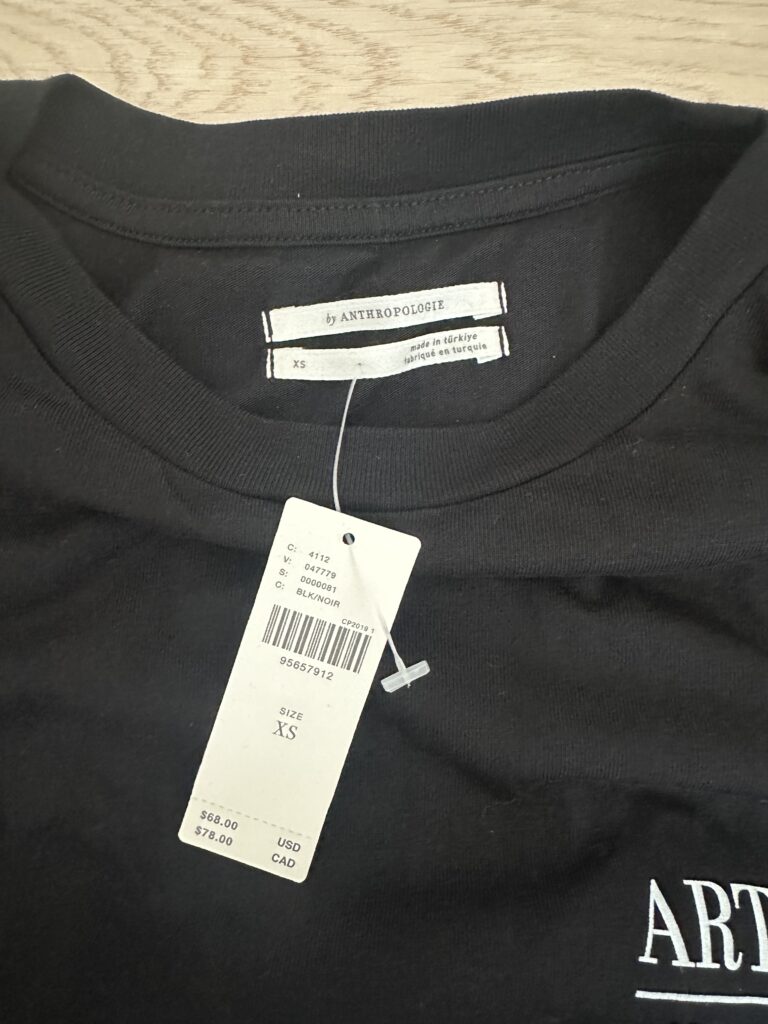 by ANTHROPOLOGIE
XS
made in türkiye
fabriqué en turquie
C: 4112
V: 047779
S: 0000081
C: BLK/NOIR
CP2019 1
95657912
SIZE
XS
$68.00 USD
$78.00 CAD
ART